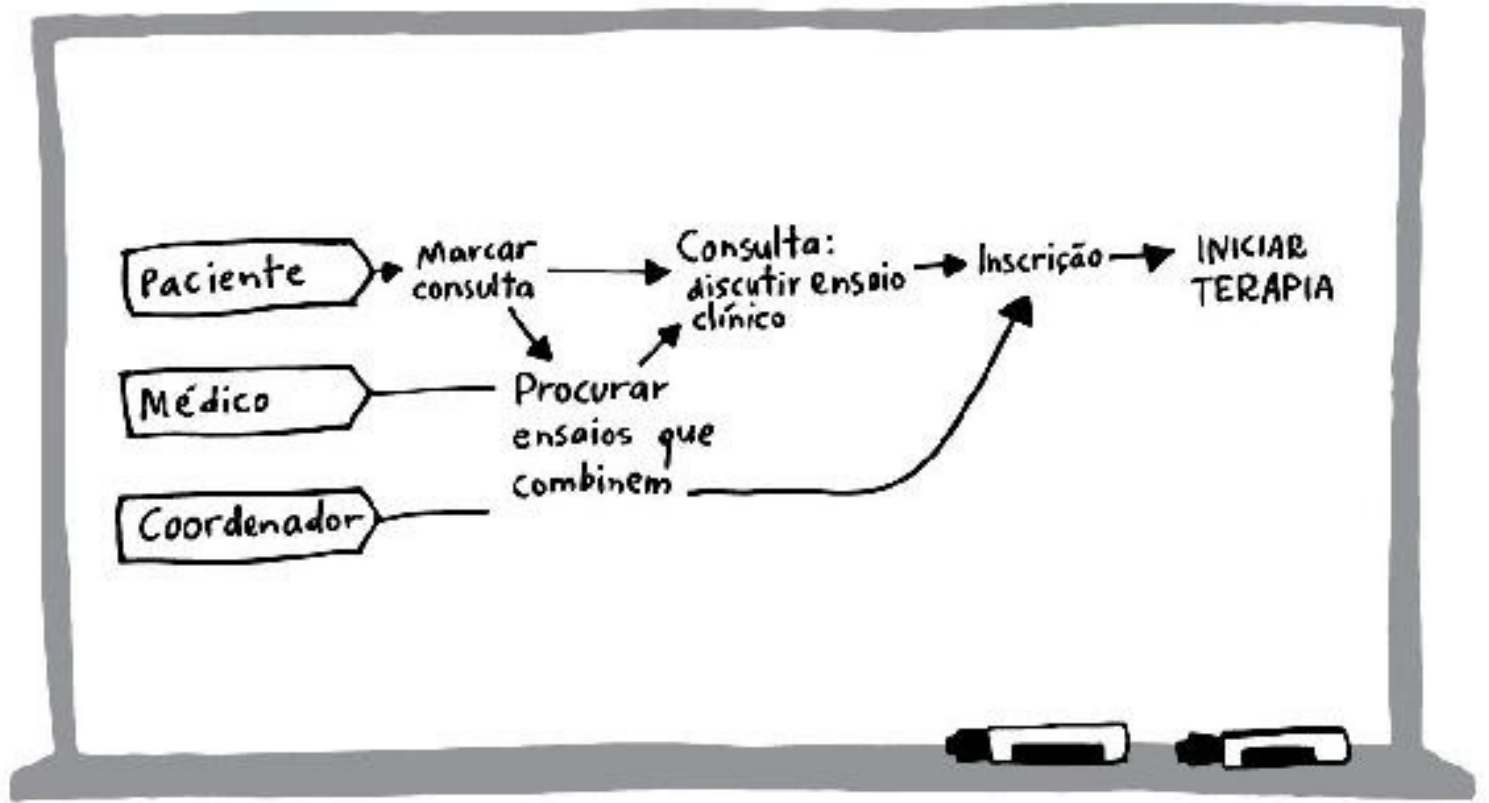 Paciente
Marcar
consulta
Consulta:
discutir ensaio
clínico
Inscrição
INICIAR
TERAPIA
Médico
Procurar
ensaios que
combinem
Coordenador